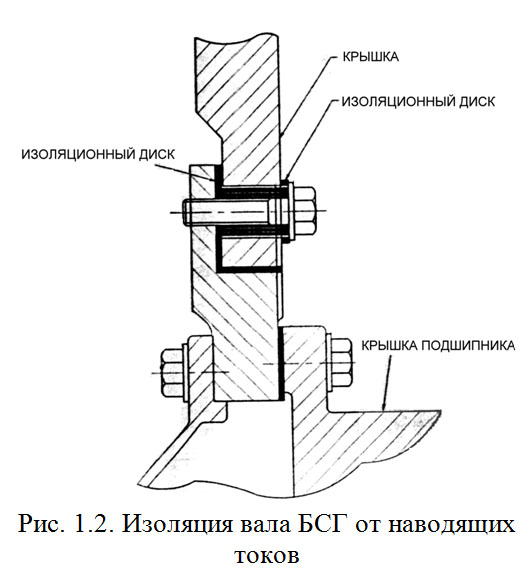 КРЫШКА
ИЗОЛЯЦИОННЫЙ ДИСК
ИЗОЛЯЦИОННЫЙ ДИСК
КРЫШКА ПОДШИПНИКА
Рис. 1.2. Изоляция вала БСГ от наводящих
токов